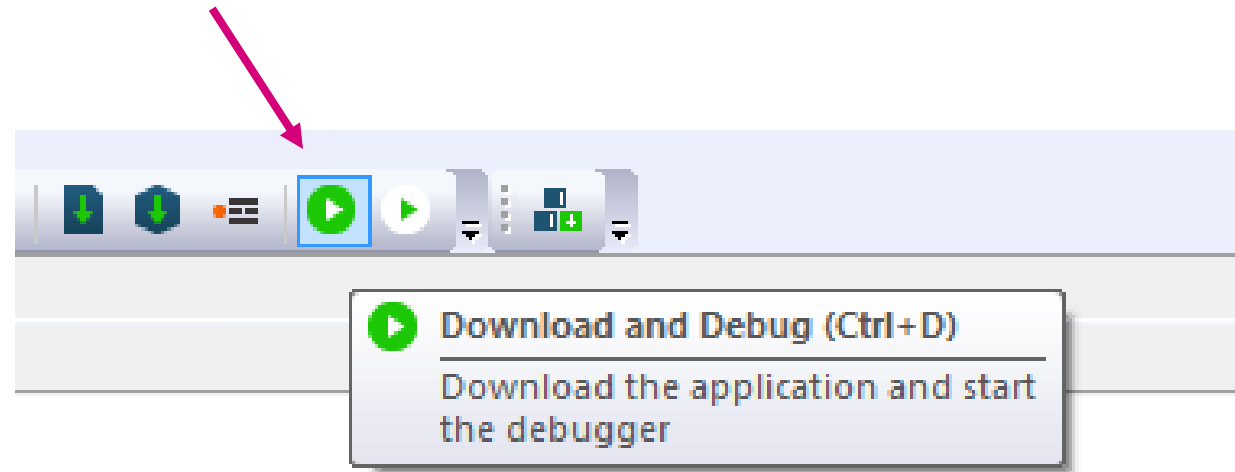 Download and Debug (Ctrl+D)
Download the application and start
the debugger